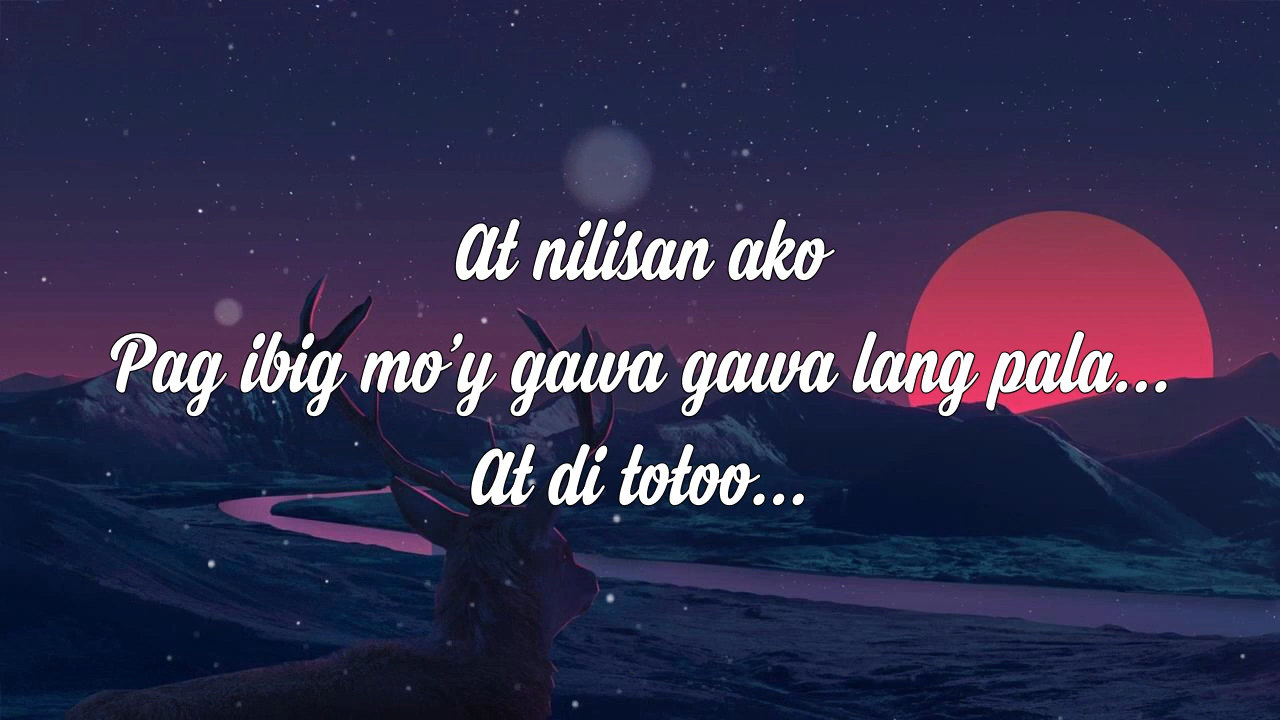 At nilisan ako
Pag ibig mo'y gawa gawa lang pala...
At di totoo...